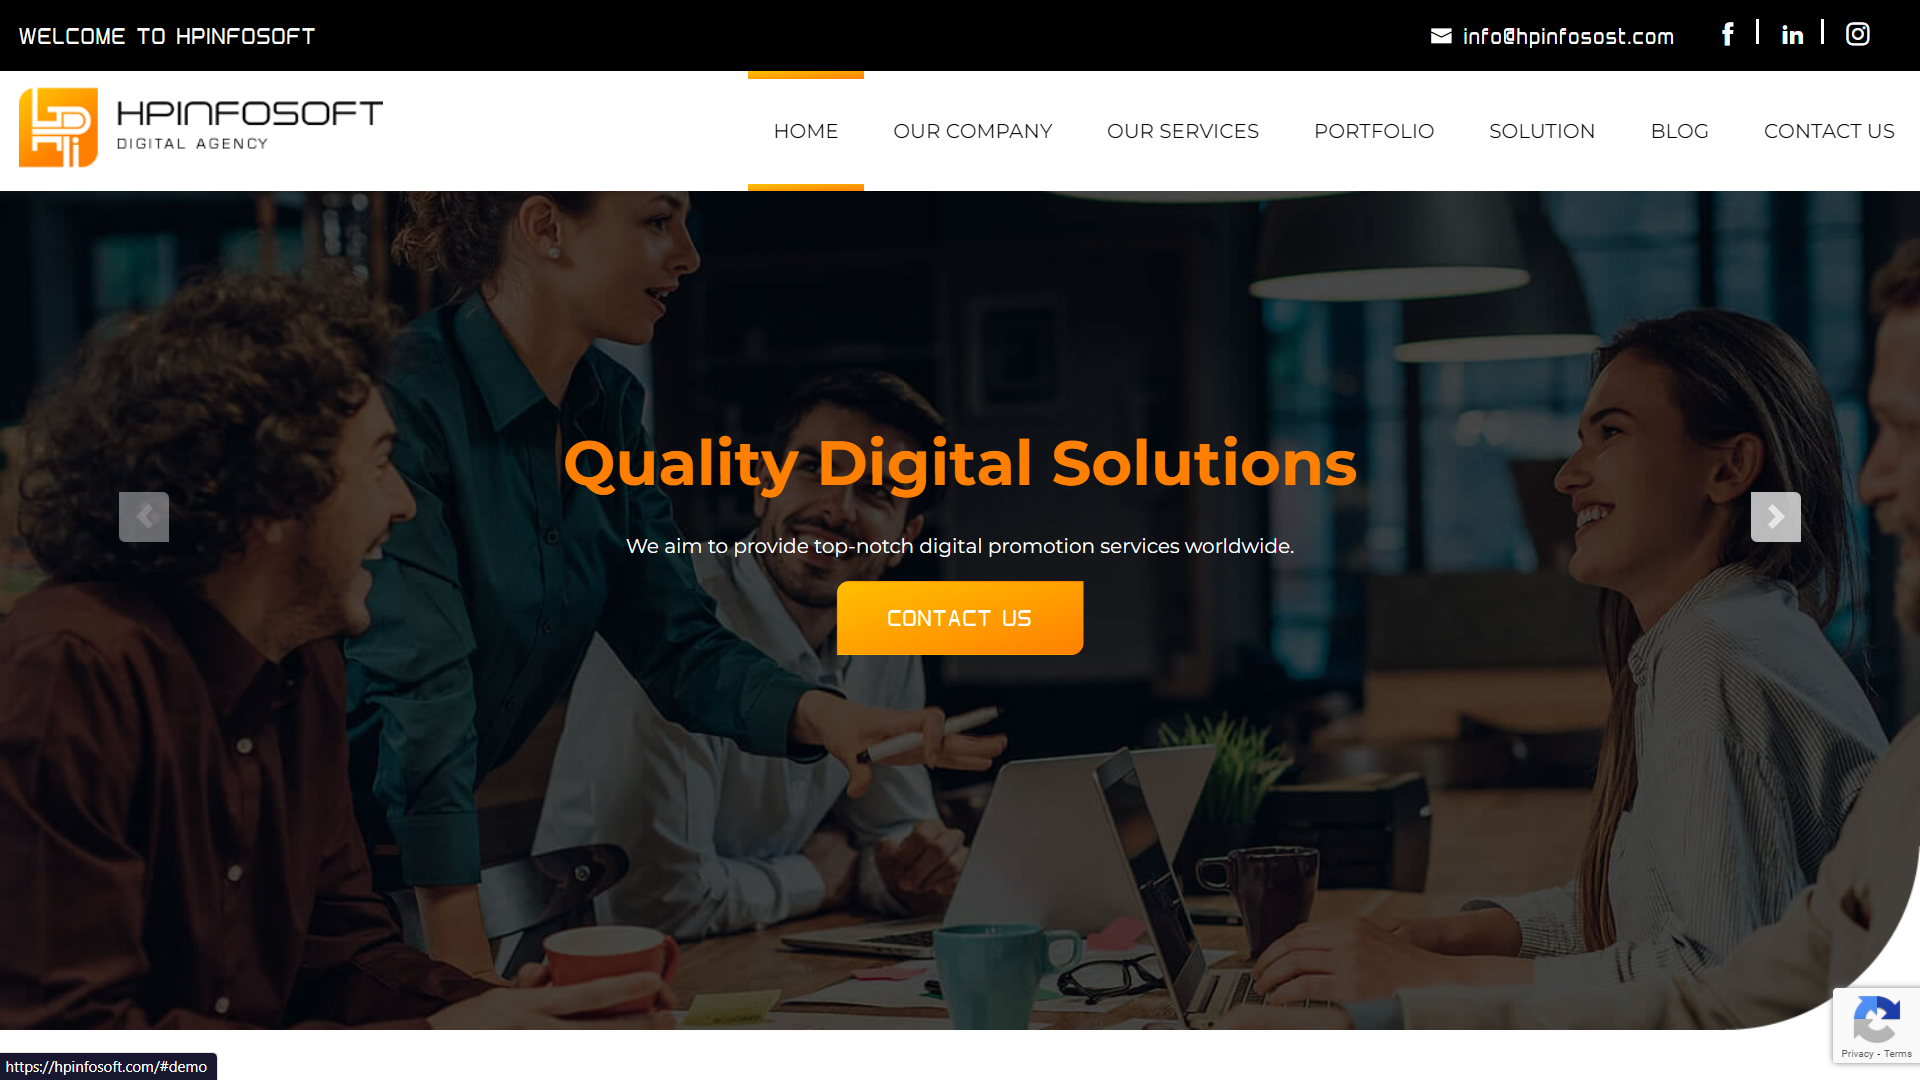 WELCOME TO HPINFOSOFT
info@hpinfosost.com
HPINFOSOFT
DIGITAL AGENCY
HOME
OUR COMPANY
OUR SERVICES
PORTFOLIO
SOLUTION
BLOG
CONTACT US
Quality Digital Solutions
We aim to provide top-notch digital promotion services worldwide.
CONTACT US
Privacy - Terms
https://hpinfosoft.com/#demo